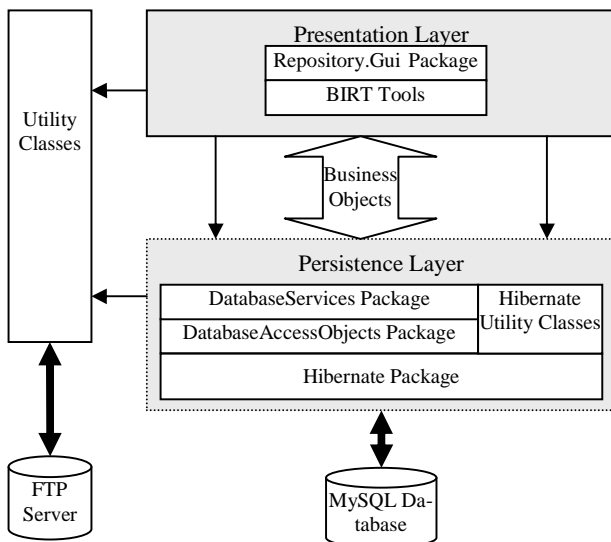 Presentation Layer
Repository.Gui Package
BIRT Tools
Utility
Classes
Business
Objects
Persistence Layer
DatabaseServices Package
Hibernate
Utility Classes
DatabaseAccessObjects Package
Hibernate Package
FTP
Server
MySQL Da-
tabase